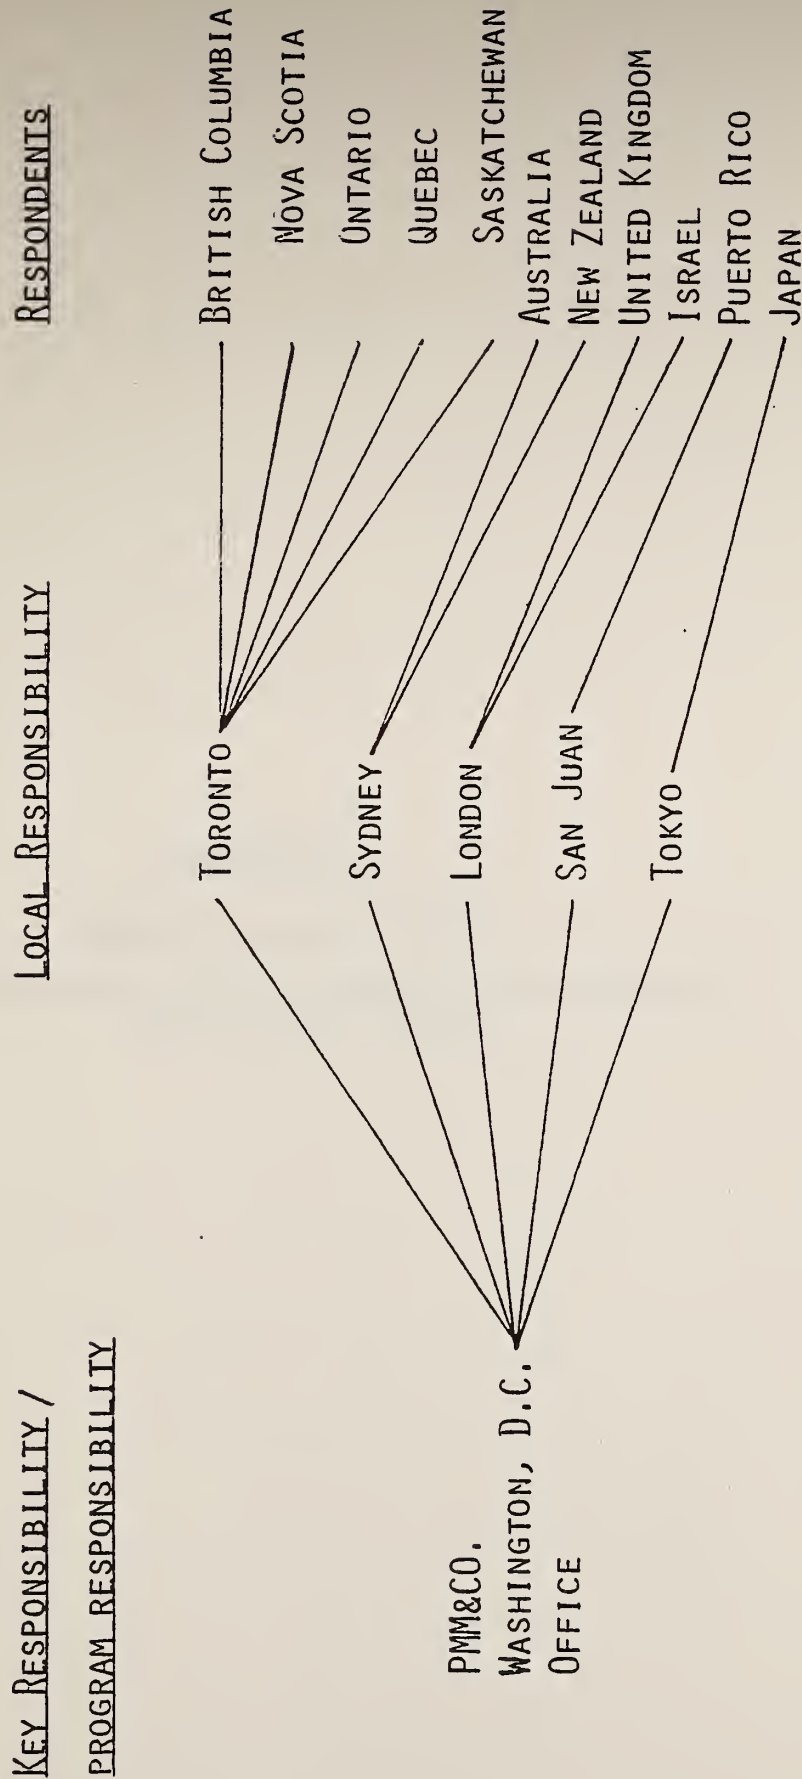 KEY RESPONSIBILITY /
PROGRAM RESPONSIBILITY
LOCAL RESPONSIBILITY
RESPONDENTS
PMM&CO.
WASHINGTON, D.C.
OFFICE
TORONTO
SYDNEY
LONDON
SAN JUAN
TOKYO
BRITISH COLUMBIA
NOVA SCOTIA
ONTARIO
QUEBEC
SASKATCHEWAN
AUSTRALIA
NEW ZEALAND
UNITED KINGDOM
ISRAEL
PUERTO RICO
JAPAN